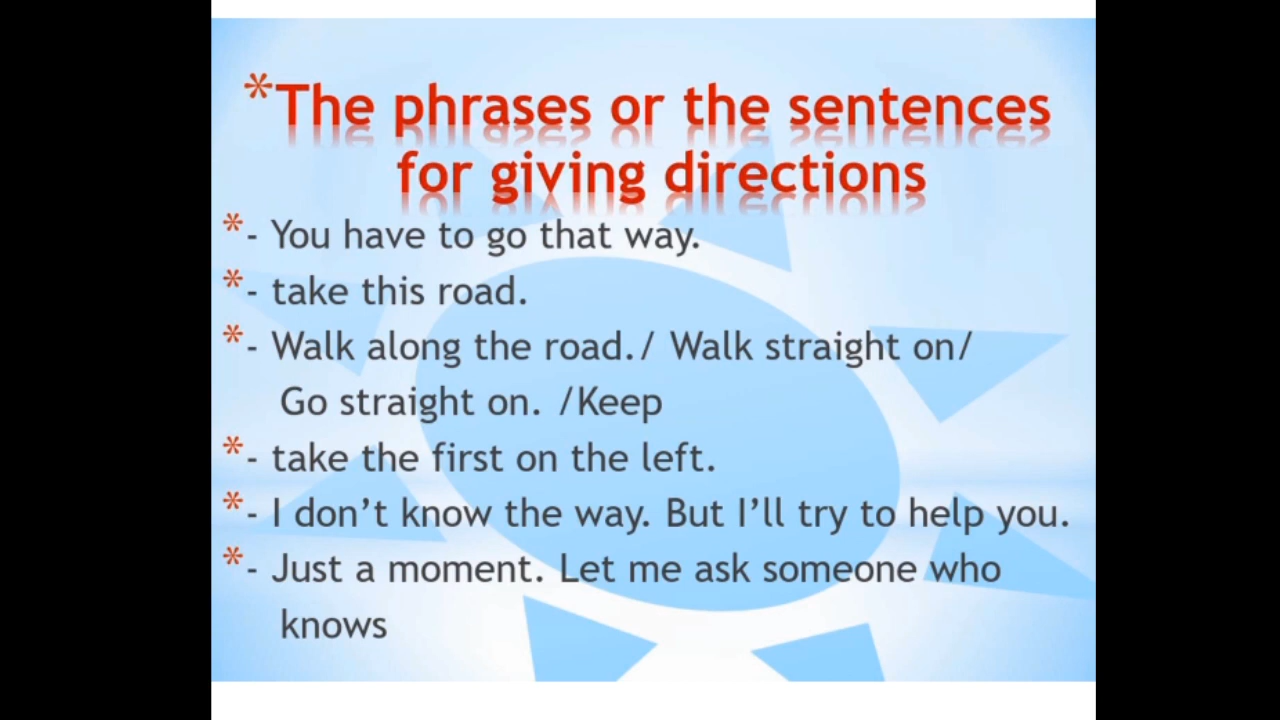 *The phrases or the sentences
for giving directions
*- You have to go that way.
*- take this road.
*- Walk along the road./ Walk straight on/
Go straight on. /Keep
*- take the first on the left.
*- I don’t know the way. But I’ll try to help you.
*- Just a moment. Let me ask someone who
knows